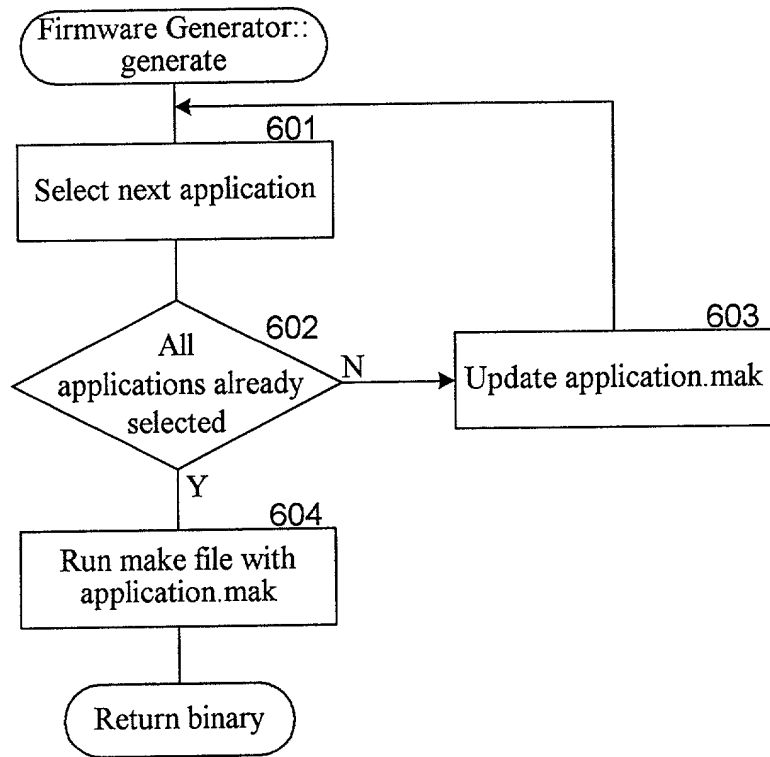 Firmware Generator::
generate
601
Select next application
602
All
applications already
selected
N
603
Update application.mak
Y
604
Run make file with
application.mak
Return binary